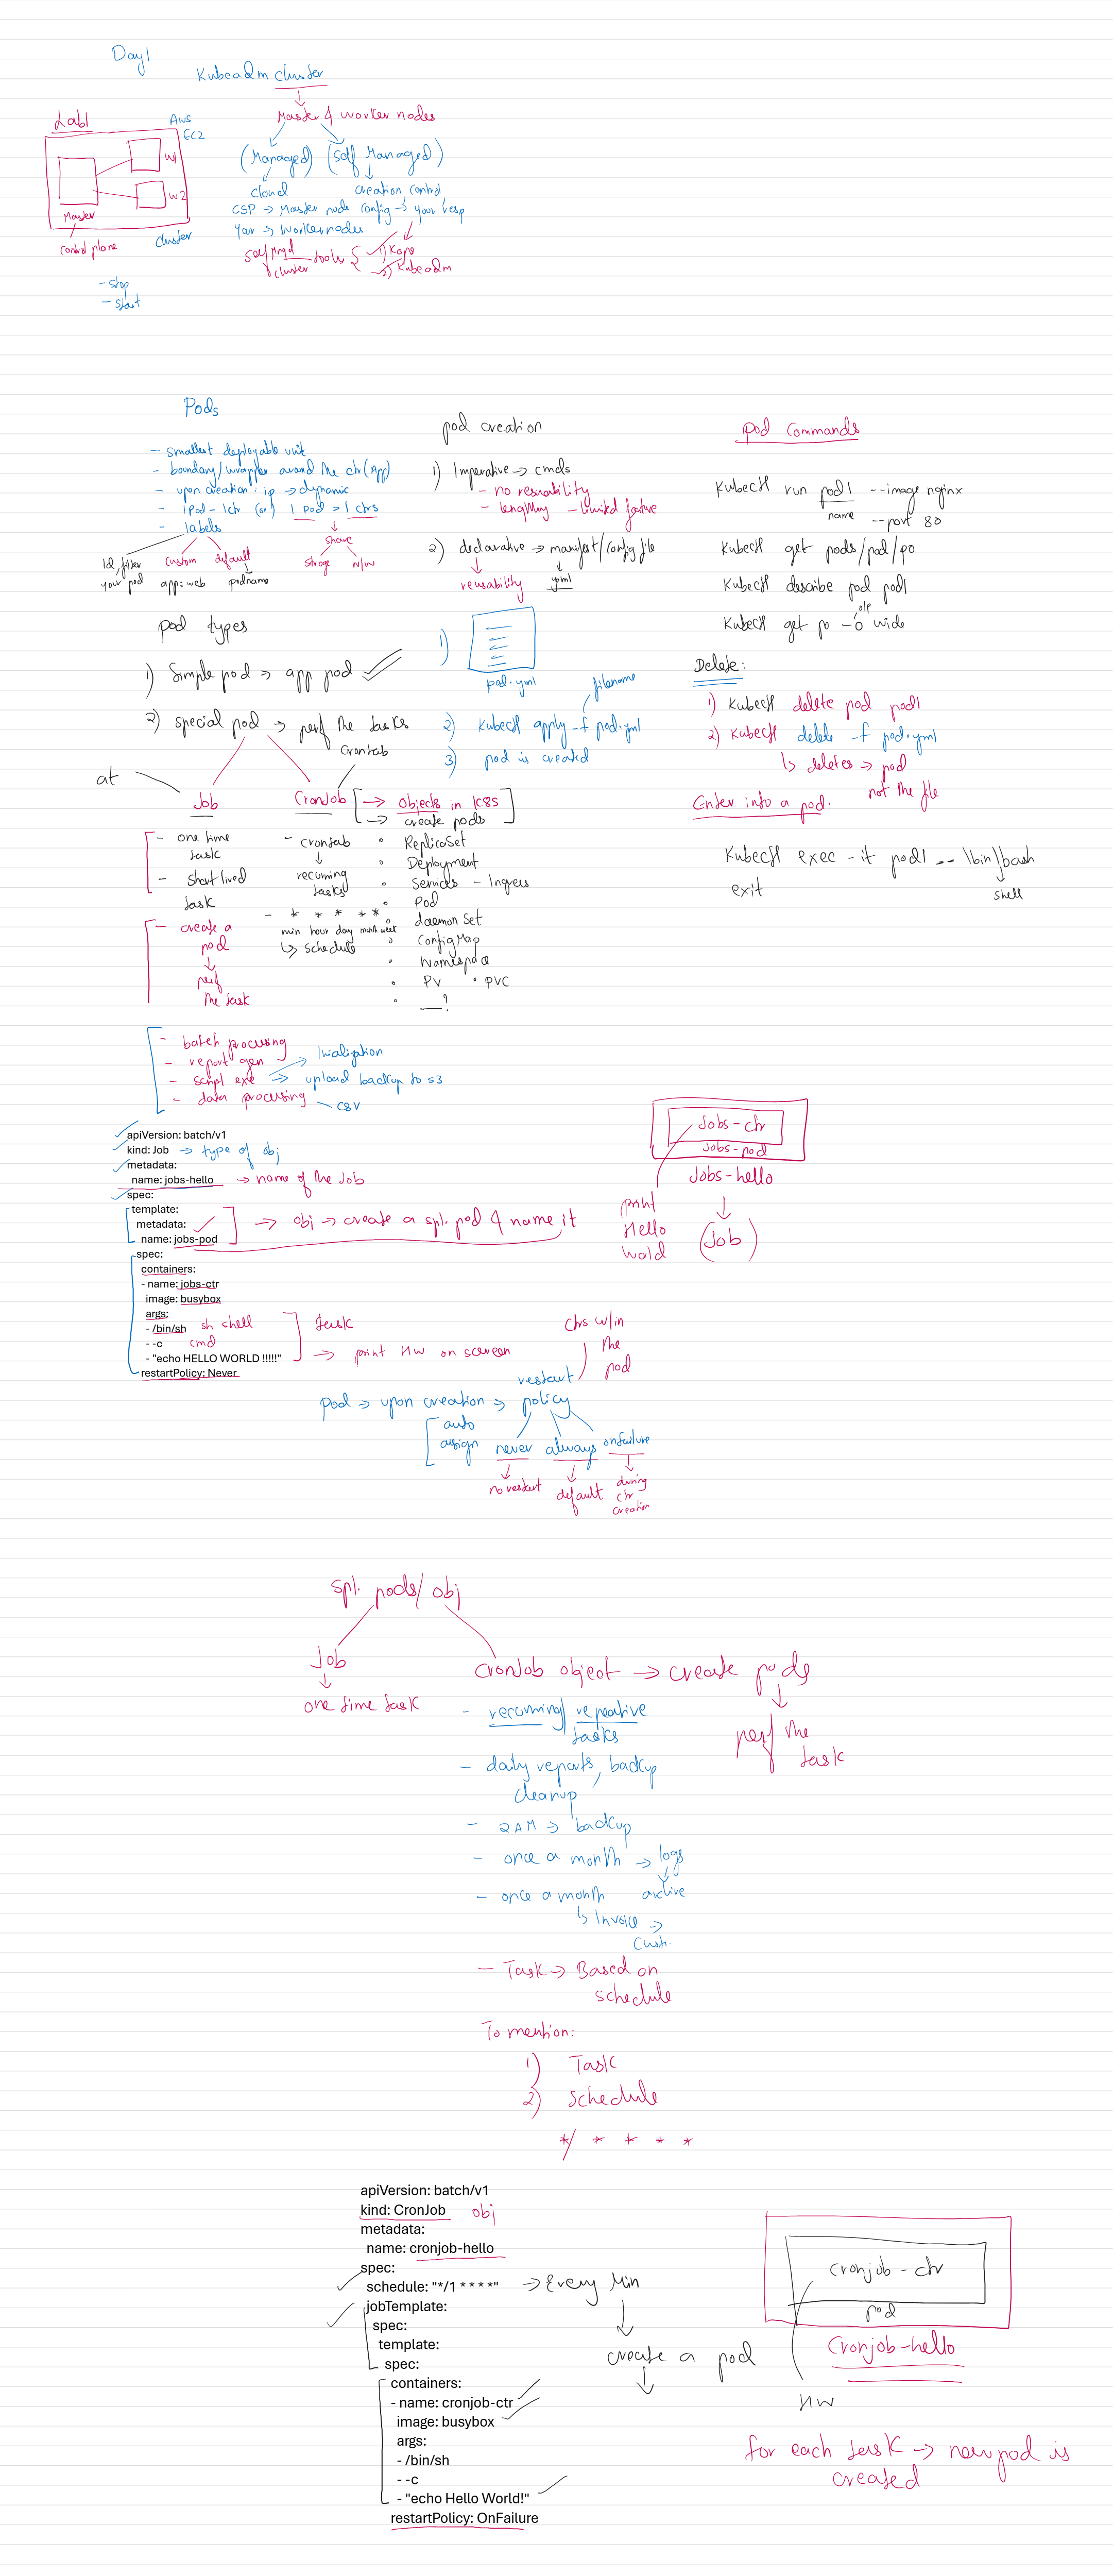 Day1
Kubeadm cluster
Master & worker nodes
Lab1
AWS
EC2
W1
W2
Master
control plane
cluster
- stop
- start
(Managed) (self Managed)
cloud
creation, control
CSP → Master node config → your resp
your → worker nodes
self Mngd cluster tools {
1) Kops
2) Kubeadm
Pods
- smallest deployable unit
- boundary/wrapper around the ctr (App)
- upon creation: ip → dynamic
- 1 Pod - 1 ctr (or) 1 pod > 1 ctrs
- labels
share
storage n/w
Id, filter your pod
custom default
app: web podname
pod types
1) Simple pod → app pod
2) special pod → perf the tasks
at
crontab
Job
CronJob
[→ objects in K8S]
→ create pods
- one time task
- Short lived task
- create a pod
↓
perf
the task
- crontab
↓
recurring tasks
- * * * * *
min hour day month week
↳ schedule
• ReplicaSet
• Deployment
• Services - Ingress
• Pod
• daemon Set
• ConfigMap
• Namespace
• PV • PVC
• __ ?
pod creation
1) Imperative → cmds
- no reusability
- lengthy - limited feature
2) declarative → manifest/config file
↓ reusability
↓ yaml
1)
pod.yml
filename
2) Kubectl apply -f pod.yml
3) pod is created
pod commands
Kubectl run pod1 --image nginx
name
--port 80
Kubectl get pods/pod/po
Kubectl describe pod pod1
o/p
Kubectl get po -o wide
Delete:
1) Kubectl delete pod pod1
2) Kubectl delete -f pod.yml
↳ deletes → pod
not the file
Enter into a pod:
Kubectl exec -it pod1 -- \bin\bash
↓
shell
exit
- batch processing
- report gen
- script exe → upload backup to s3
- data processing - CSV
apiVersion: batch/v1
kind: Job → type of obj
metadata:
name: jobs-hello → name of the Job
spec:
template:
metadata:
name: jobs-pod
→ obj → create a spl. pod & name it
spec:
containers:
- name: jobs-ctr
image: busybox
args:
- /bin/sh sh shell
- -c cmd
- "echo HELLO WORLD !!!!!"
restartPolicy: Never
task
→ print HW on screen
Jobs-ctr
Jobs-pod
Jobs-hello
↓
(Job)
print
Hello
World
ctrs w/in
the
pod
restart
pod → upon creation → policy
auto
assign
never always onfailure
no restart
default
during
ctr
creation
spl. pods/obj
Job
↓
one time task
CronJob object → create pods
↓
perf the
task
- recurring/repeative
tasks
- daily reports, backup
cleanup
- 2AM → backup
- once a month → logs
↓
archive
- once a month
↳ Invoice →
Cust.
- Task → Based on
schedule
To mention:
1) Task
2) schedule
*/ * * * *
apiVersion: batch/v1
kind: CronJob obj
metadata:
name: cronjob-hello
spec:
schedule: "*/1 * * * *" → Every Min
jobTemplate:
spec:
template:
spec:
containers:
- name: cronjob-ctr
image: busybox
args:
- /bin/sh
- -c
- "echo Hello World!"
restartPolicy: OnFailure
create a pod
cronjob-ctr
pod
Cronjob-hello
HW
for each task → new pod is
created